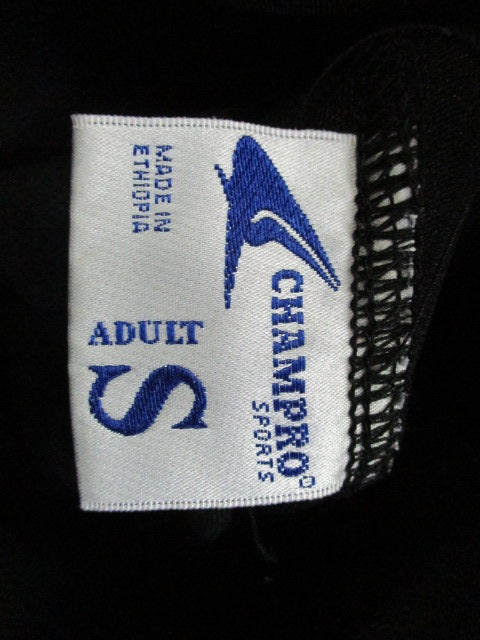 CHAMPRO®
SPORTS
ADULT
S
MADE IN
ETHIOPIA